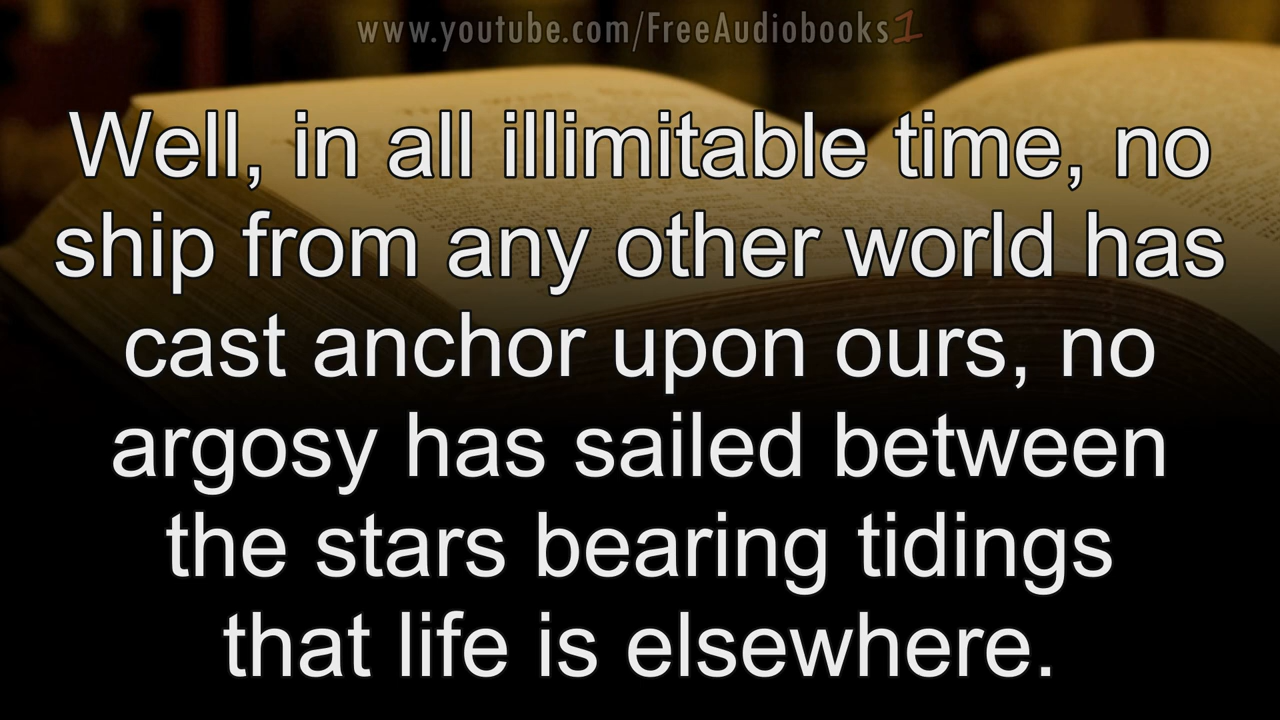 www.youtube.com/FreeAudiobooks1
Well, in all illimitable time, no
ship from any other world has
cast anchor upon ours, no
argosy has sailed between
the stars bearing tidings
that life is elsewhere.